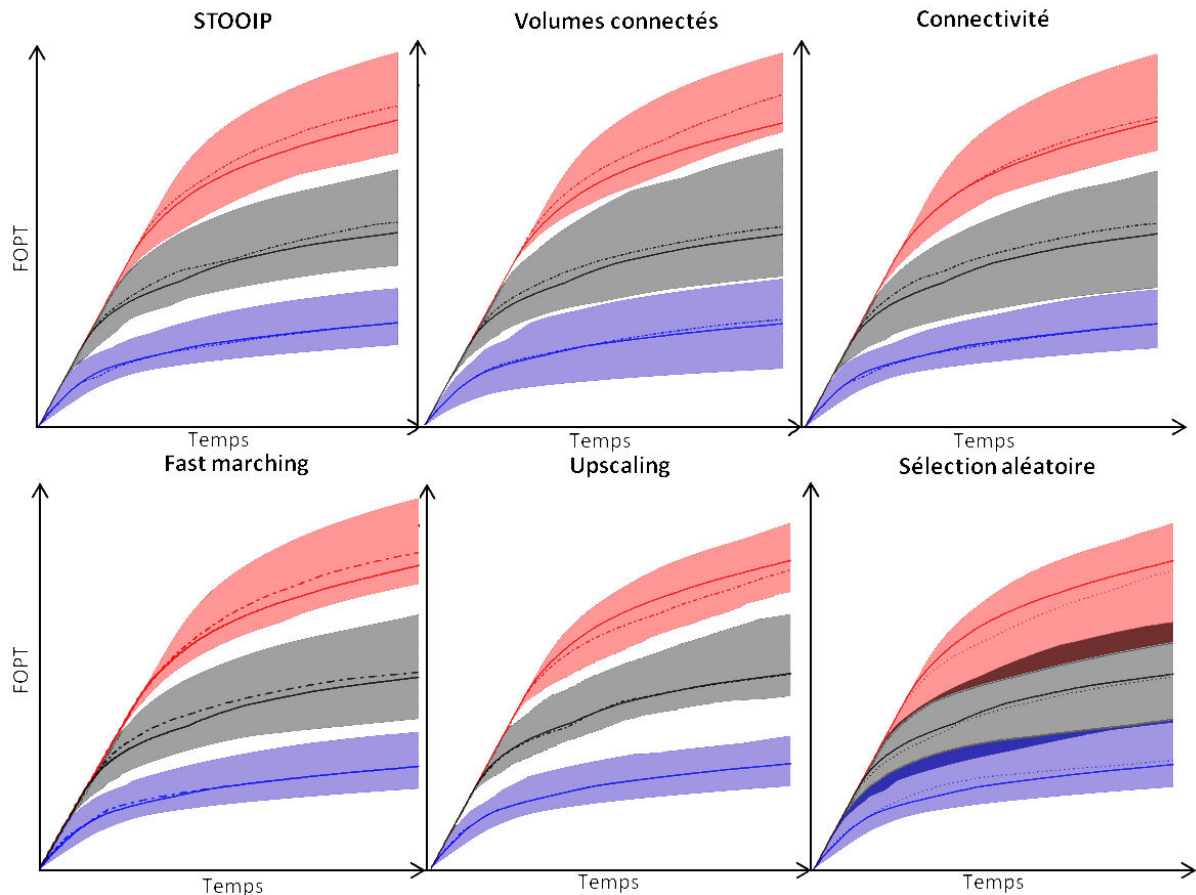 STOOIP
Volumes connectés
Connectivité
FOPT
Temps
Temps
Temps
Fast marching
Upscaling
Sélection aléatoire
FOPT
Temps
Temps
Temps